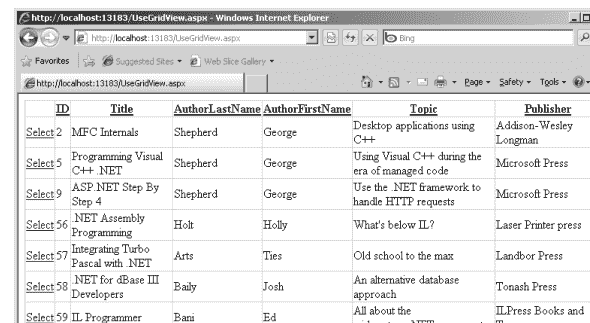 http://localhost:13183/UseGridView.aspx - Windows Internet Explorer
http://localhost:13183/UseGridView.aspx
Bing
Favorites Suggested Sites Web Slice Gallery
http://localhost:13183/UseGridView.aspx
Page Safety Tools
ID Title AuthorLastName AuthorFirstName Topic Publisher
Select 2 MFC Internals Shepherd George Desktop applications using C++ Addison-Wesley Longman
Select 5 Programming Visual C++ .NET Shepherd George Using Visual C++ during the era of managed code Microsoft Press
Select 9 ASP.NET Step By Step 4 Shepherd George Use the .NET framework to handle HTTP requests Microsoft Press
Select 56 .NET Assembly Programming Holt Holly What's below IL? Laser Printer press
Select 57 Integrating Turbo Pascal with .NET Arts Ties Old school to the max Landbor Press
Select 58 .NET for dBase III Developers Baily Josh An alternative database approach Tonash Press
Select 59 IL Programmer Bani Ed All about the ILPress Books and